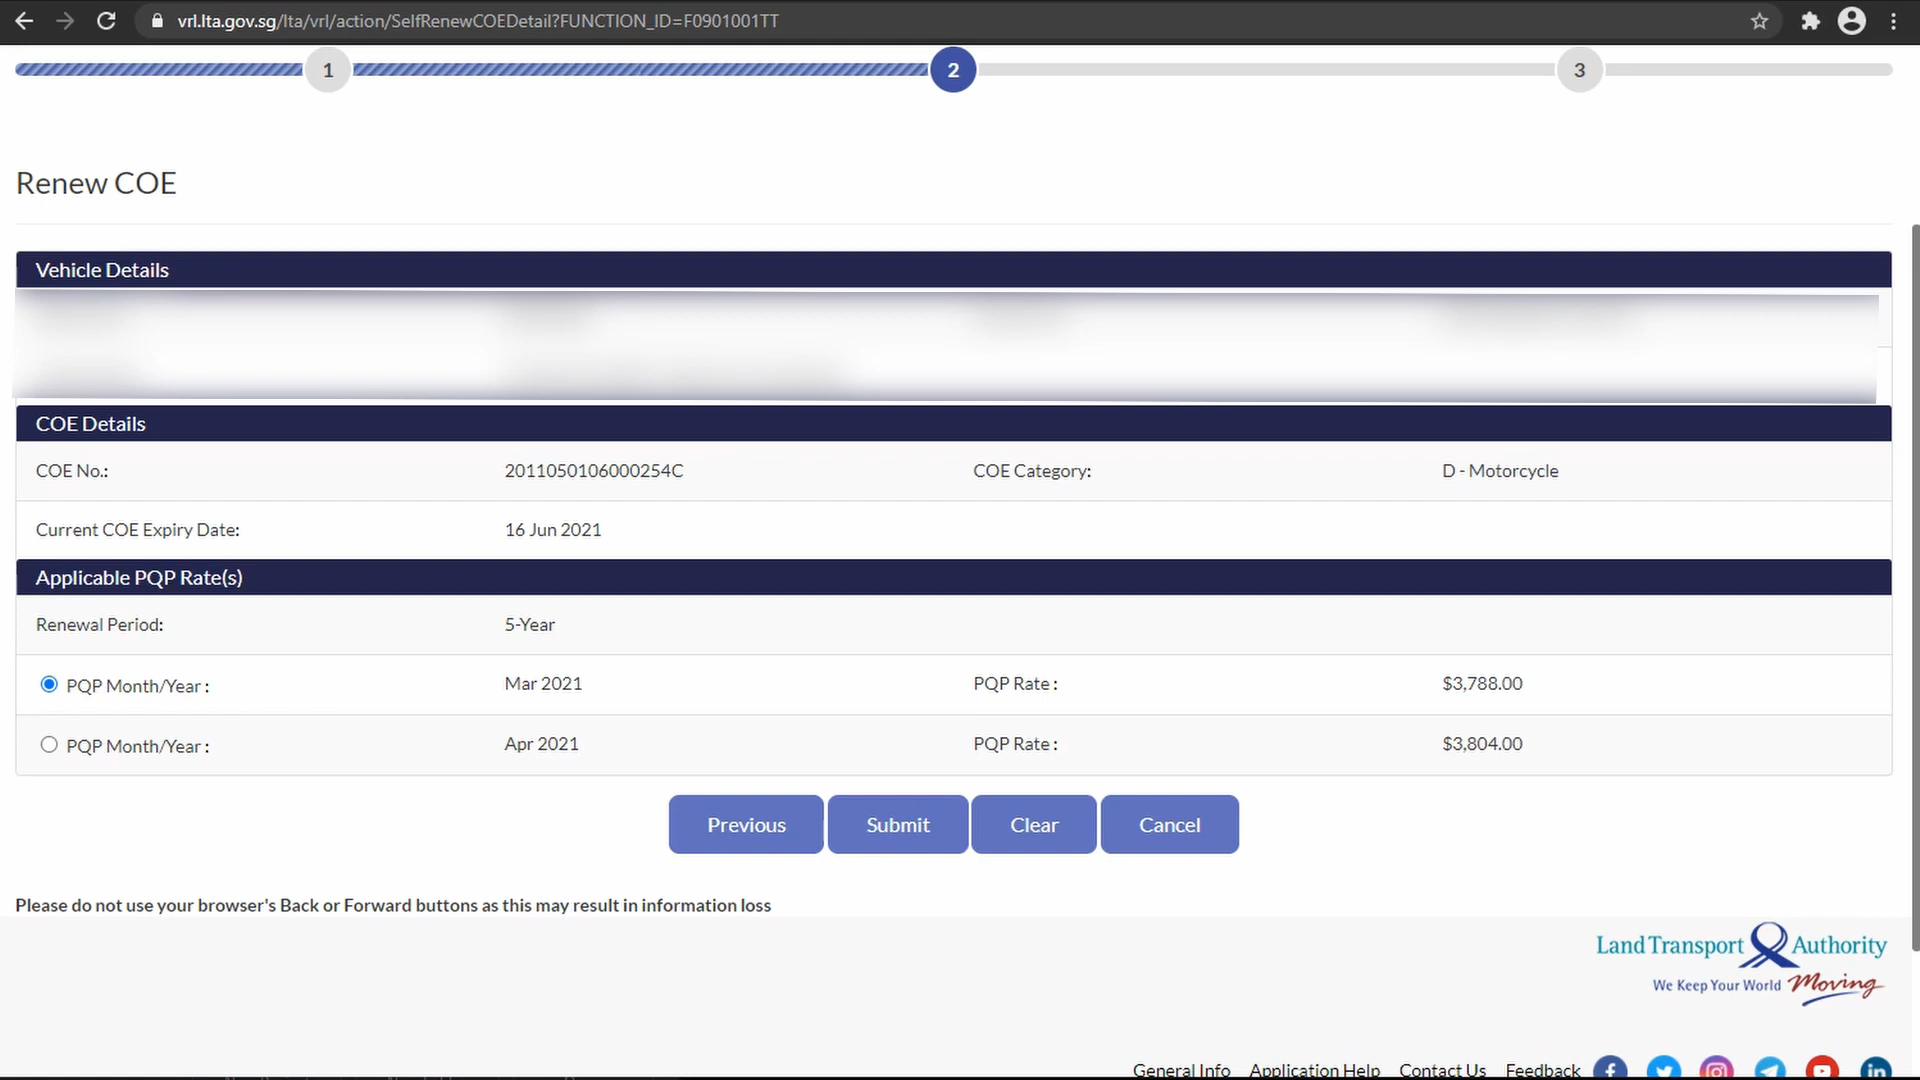 vrl.lta.gov.sg/lta/vrl/action/SelfRenewCOEDetail?FUNCTION_ID=F0901001TT
1 2 3
Renew COE
Vehicle Details
COE Details
COE No.: 2011050106000254C COE Category: D - Motorcycle
Current COE Expiry Date: 16 Jun 2021
Applicable PQP Rate(s)
Renewal Period: 5-Year
PQP Month/Year : Mar 2021 PQP Rate : $3,788.00
PQP Month/Year : Apr 2021 PQP Rate : $3,804.00
Previous Submit Clear Cancel
Please do not use your browser's Back or Forward buttons as this may result in information loss
Land Transport Authority
We Keep Your World Moving
General Info Application Help Contact Us Feedback